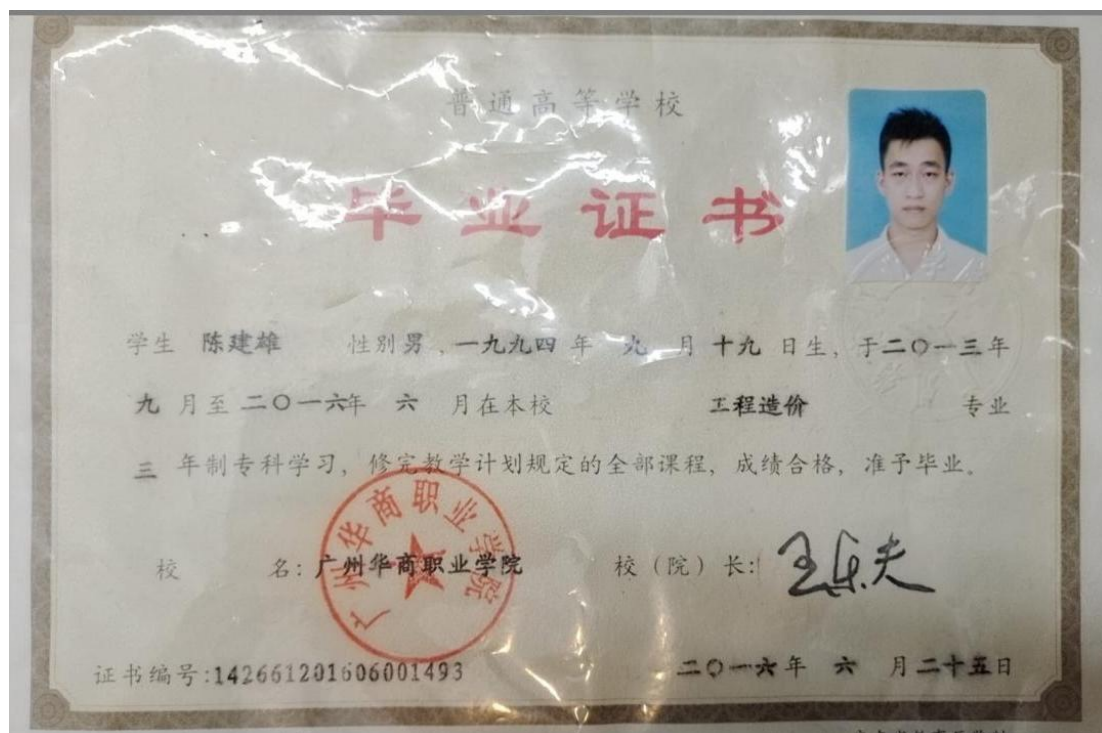 普通高等学校
毕业证书
学生 陈建雄 性别男，一九九四年 九 月十九日生，于二〇一三年
九月至二〇一六年 六 月在本校 工程造价 专业
三年制专科学习，修完教学计划规定的全部课程，成绩合格，准予毕业。
广州华商职业学院
校 名：广州华商职业学院 校（院）长：王乐夫
证书编号：142661201606001493 二〇一六年 六 月二十五日